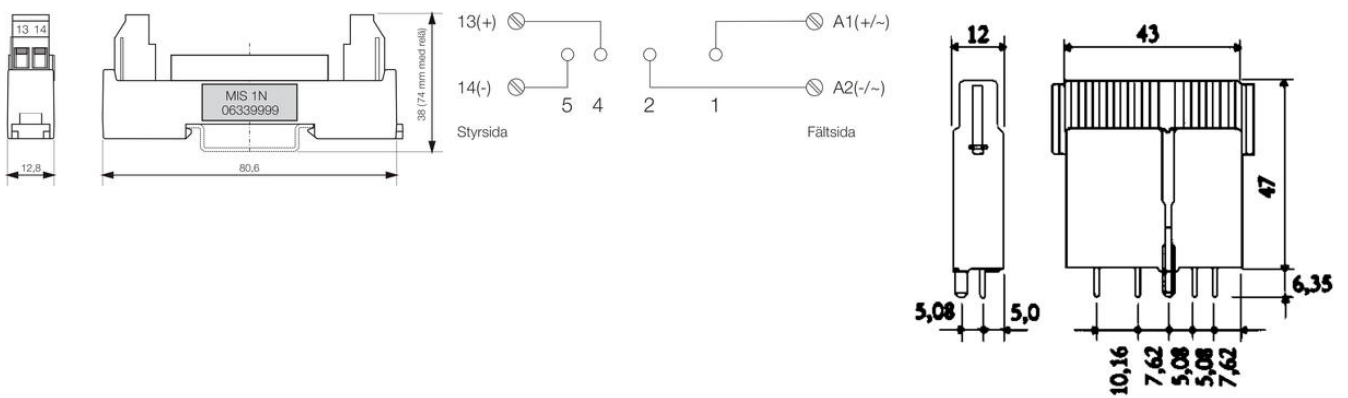 13 14
MIS 1N
06339999
38 (74 mm med relä)
12,8
80,6
13(+)
A1(+/~)
14(-)
A2(-/~)
5 4 2 1
Styrsida
Fältsida
12
43
47
6,35
5,08
5,0
10,16
7,62
5,08
5,08
7,62